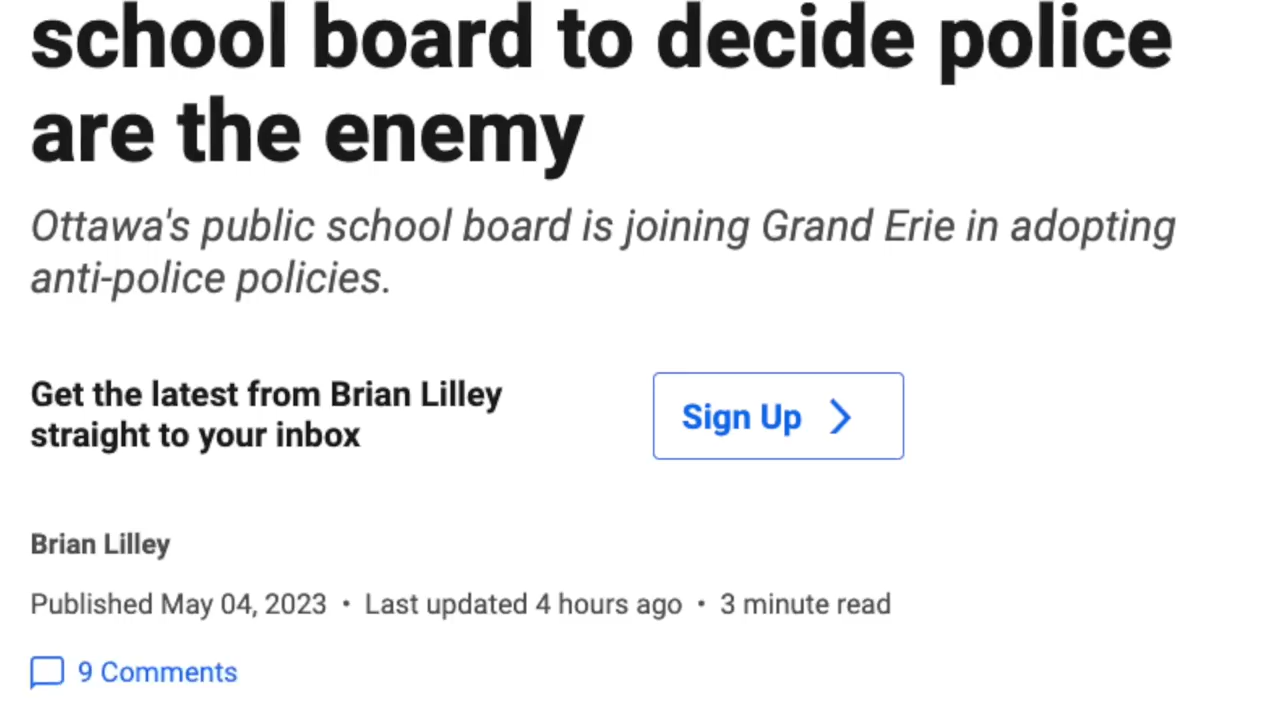 school board to decide police
are the enemy
Ottawa's public school board is joining Grand Erie in adopting
anti-police policies.
Get the latest from Brian Lilley
straight to your inbox
Sign Up
Brian Lilley
Published May 04, 2023 • Last updated 4 hours ago • 3 minute read
9 Comments